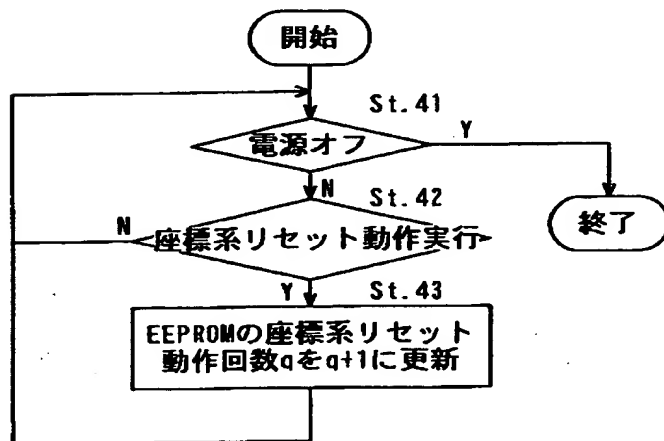 開始
St.41
電源オフ
Y
N
St.42
終了
N
座標系リセット動作実行
Y
St.43
EEPROMの座標系リセット
動作回数qをq+1に更新